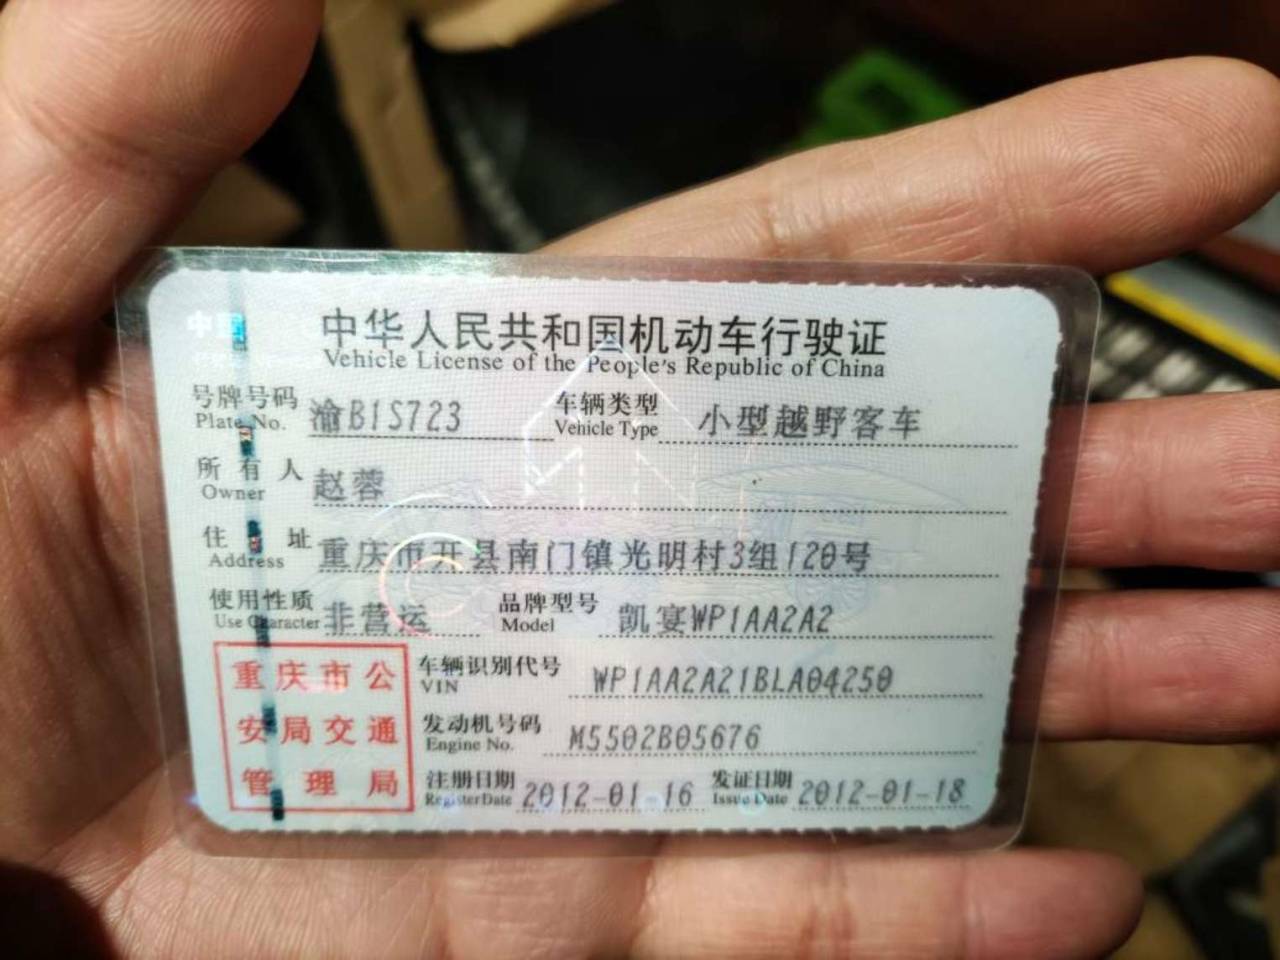 中华人民共和国机动车行驶证
Vehicle License of the People's Republic of China
号牌号码 渝B1S723 车辆类型 小型越野客车
Plate No. Vehicle Type
所有人 赵蓉
Owner
住址 重庆市开县南门镇光明村3组120号
Address
使用性质 非营运 品牌型号 凯宴WP1AA2A2
Use Character Model
车辆识别代号 WP1AA2A21BLA04250
VIN
发动机号码 M5502B05676
Engine No.
注册日期 2012-01-16 发证日期 2012-01-18
Register Date Issue Date
重庆市公
安局交通
管理局